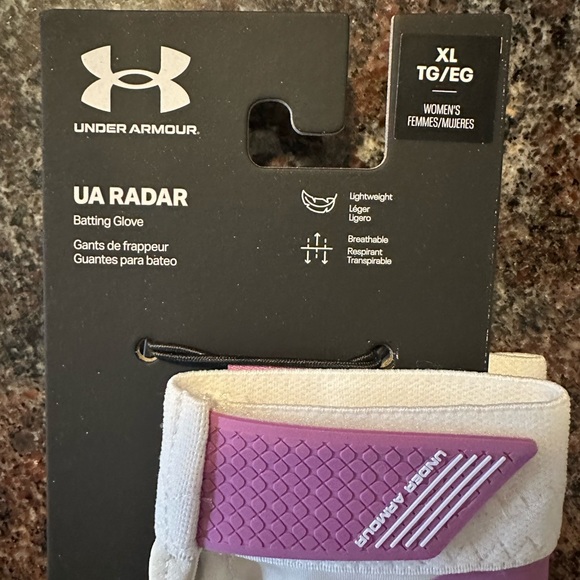 UNDER ARMOUR
XL
TG/EG
WOMEN'S
FEMMES/MUJERES
UA RADAR
Batting Glove
Gants de frappeur
Guantes para bateo
Lightweight
Léger
Ligero
Breathable
Respirant
Transpirable
UNDER ARMOUR